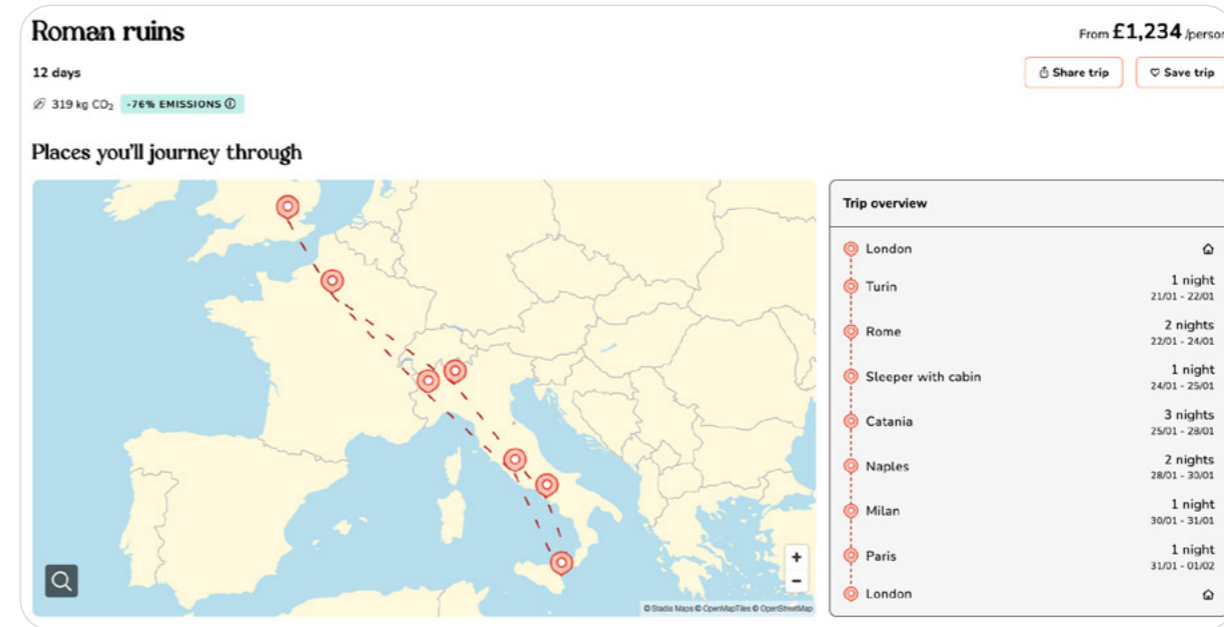 Roman ruins
From £1,234 /person
12 days
Share trip
Save trip
319 kg CO₂ -76% EMISSIONS
Places you'll journey through
Trip overview
London
Turin
1 night
21/01 - 22/01
Rome
2 nights
22/01 - 24/01
Sleeper with cabin
1 night
24/01 - 25/01
Catania
3 nights
25/01 - 28/01
Naples
2 nights
28/01 - 30/01
Milan
1 night
30/01 - 31/01
Paris
1 night
31/01 - 01/02
London
+
−
© Stadia Maps © OpenMapTiles © OpenStreetMap